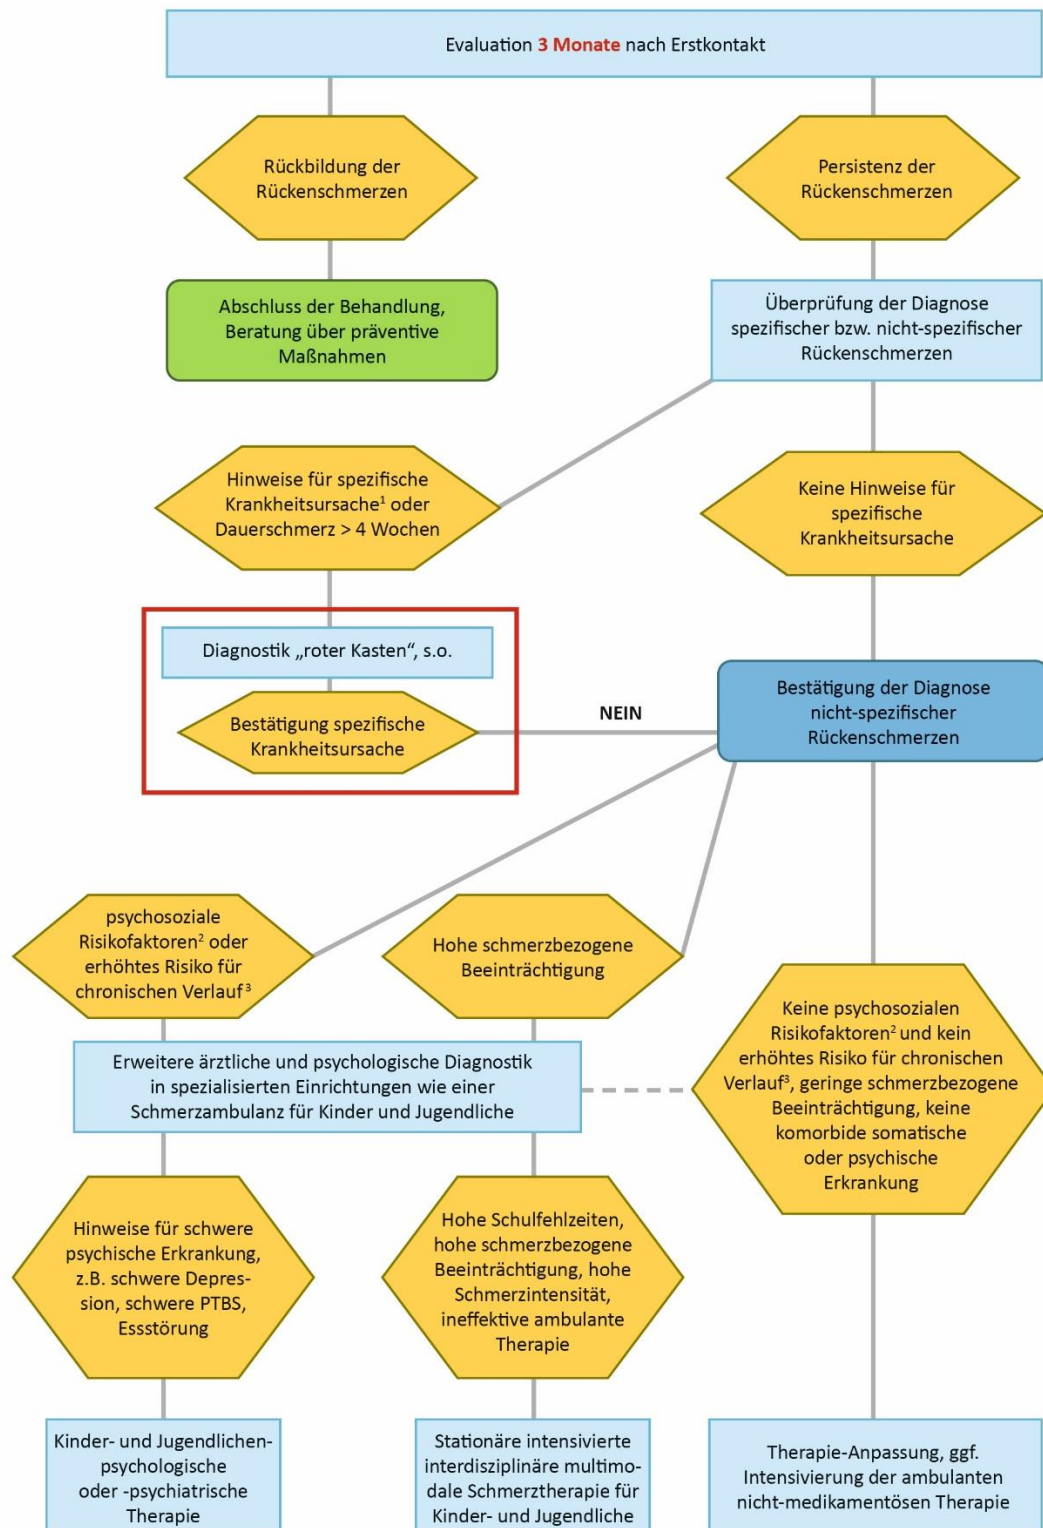 Evaluation 3 Monate nach Erstkontakt
Rückbildung der
Rückenschmerzen
Persistenz der
Rückenschmerzen
Abschluss der Behandlung,
Beratung über präventive
Maßnahmen
Überprüfung der Diagnose
spezifischer bzw. nicht-spezifischer
Rückenschmerzen
Hinweise für spezifische
Krankheitsursache¹ oder
Dauerschmerz > 4 Wochen
Keine Hinweise für
spezifische
Krankheitsursache
Diagnostik „roter Kasten“, s.o.
Bestätigung spezifische
Krankheitsursache
NEIN
Bestätigung der Diagnose
nicht-spezifischer
Rückenschmerzen
psychosoziale
Risikofaktoren² oder
erhöhtes Risiko für
chronischen Verlauf³
Hohe schmerzbezogene
Beeinträchtigung
Keine psychosozialen
Risikofaktoren² und kein
erhöhtes Risiko für chronischen
Verlauf³, geringe schmerzbezogene
Beeinträchtigung, keine
komorbide somatische
oder psychische
Erkrankung
Erweitere ärztliche und psychologische Diagnostik
in spezialisierten Einrichtungen wie einer
Schmerzambulanz für Kinder und Jugendliche
Hinweise für schwere
psychische Erkrankung,
z.B. schwere Depres-
sion, schwere PTBS,
Essstörung
Hohe Schulfehlzeiten,
hohe schmerzbezogene
Beeinträchtigung, hohe
Schmerzintensität,
ineffektive ambulante
Therapie
Kinder- und Jugendlichen-
psychologische
oder -psychiatrische
Therapie
Stationäre intensivierte
interdisziplinäre multimo-
dale Schmerztherapie für
Kinder- und Jugendliche
Therapie-Anpassung, ggf.
Intensivierung der ambulanten
nicht-medikamentösen Therapie